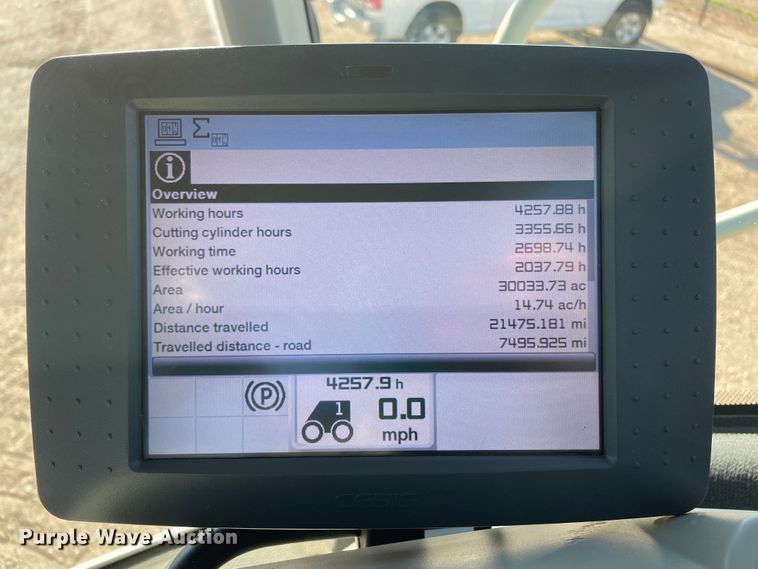 Overview
Working hours 4257.88 h
Cutting cylinder hours 3355.66 h
Working time 2698.74 h
Effective working hours 2037.79 h
Area 30033.73 ac
Area / hour 14.74 ac/h
Distance travelled 21475.181 mi
Travelled distance - road 7495.925 mi
(P) 4257.9 h
1 0.0
mph
CEBIS
Purple Wave Auction